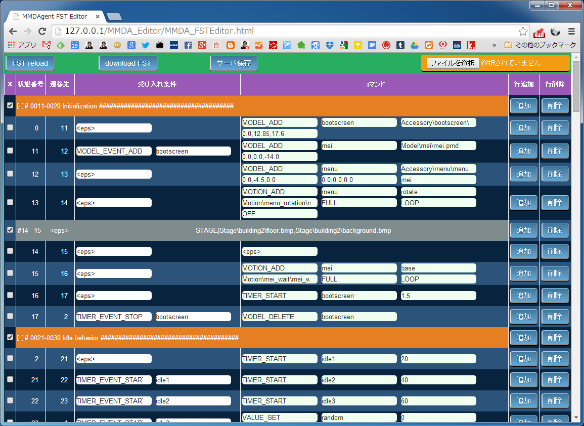 MMDAgent FST Editor
127.0.0.1/MMDA_Editor/MMDA_FSTEditor.html
アプリ
その他のブックマーク
FST reload
download FST
サーバ保存
ファイルを選択 選択されていません
x 状態番号 遷移先 受け入れ条件 コマンド 行追加 行削除
# 0011-0020 Initialization ######################################
追加 削除
0 11 <eps> MODEL_ADD bootscreen Accessory\bootscreen\
0.0,12.85,17.6
追加 削除
11 12 MODEL_EVENT_ADD bootscreen MODEL_ADD mei Model\mei\mei.pmd
0.0,0.0,-14.0
追加 削除
12 13 <eps> MODEL_ADD menu Accessory\menu\menu
0.0,-4.5,0.0 0.0,0.0,0.0 mei
追加 削除
13 14 <eps> MOTION_ADD menu rotate
Motion\menu_rotation\m FULL LOOP
OFF
追加 削除
#14 15 <eps> STAGE|Stage\building2\floor.bmp,Stage\building2\background.bmp
追加 削除
14 15 <eps> <eps>
追加 削除
15 16 <eps> MOTION_ADD mei base
Motion\mei_wait\mei_w FULL LOOP
追加 削除
16 17 <eps> TIMER_START bootscreen 1.5
追加 削除
17 2 TIMER_EVENT_STOP bootscreen MODEL_DELETE bootscreen
追加 削除
# 0021-0030 Idle behavior #######################################
追加 削除
2 21 <eps> TIMER_START idle1 20
追加 削除
21 22 TIMER_EVENT_STAR idle1 TIMER_START idle2 40
追加 削除
22 23 TIMER_EVENT_STAR idle2 TIMER_START idle3 60
追加 削除
VALUE_SET random 0